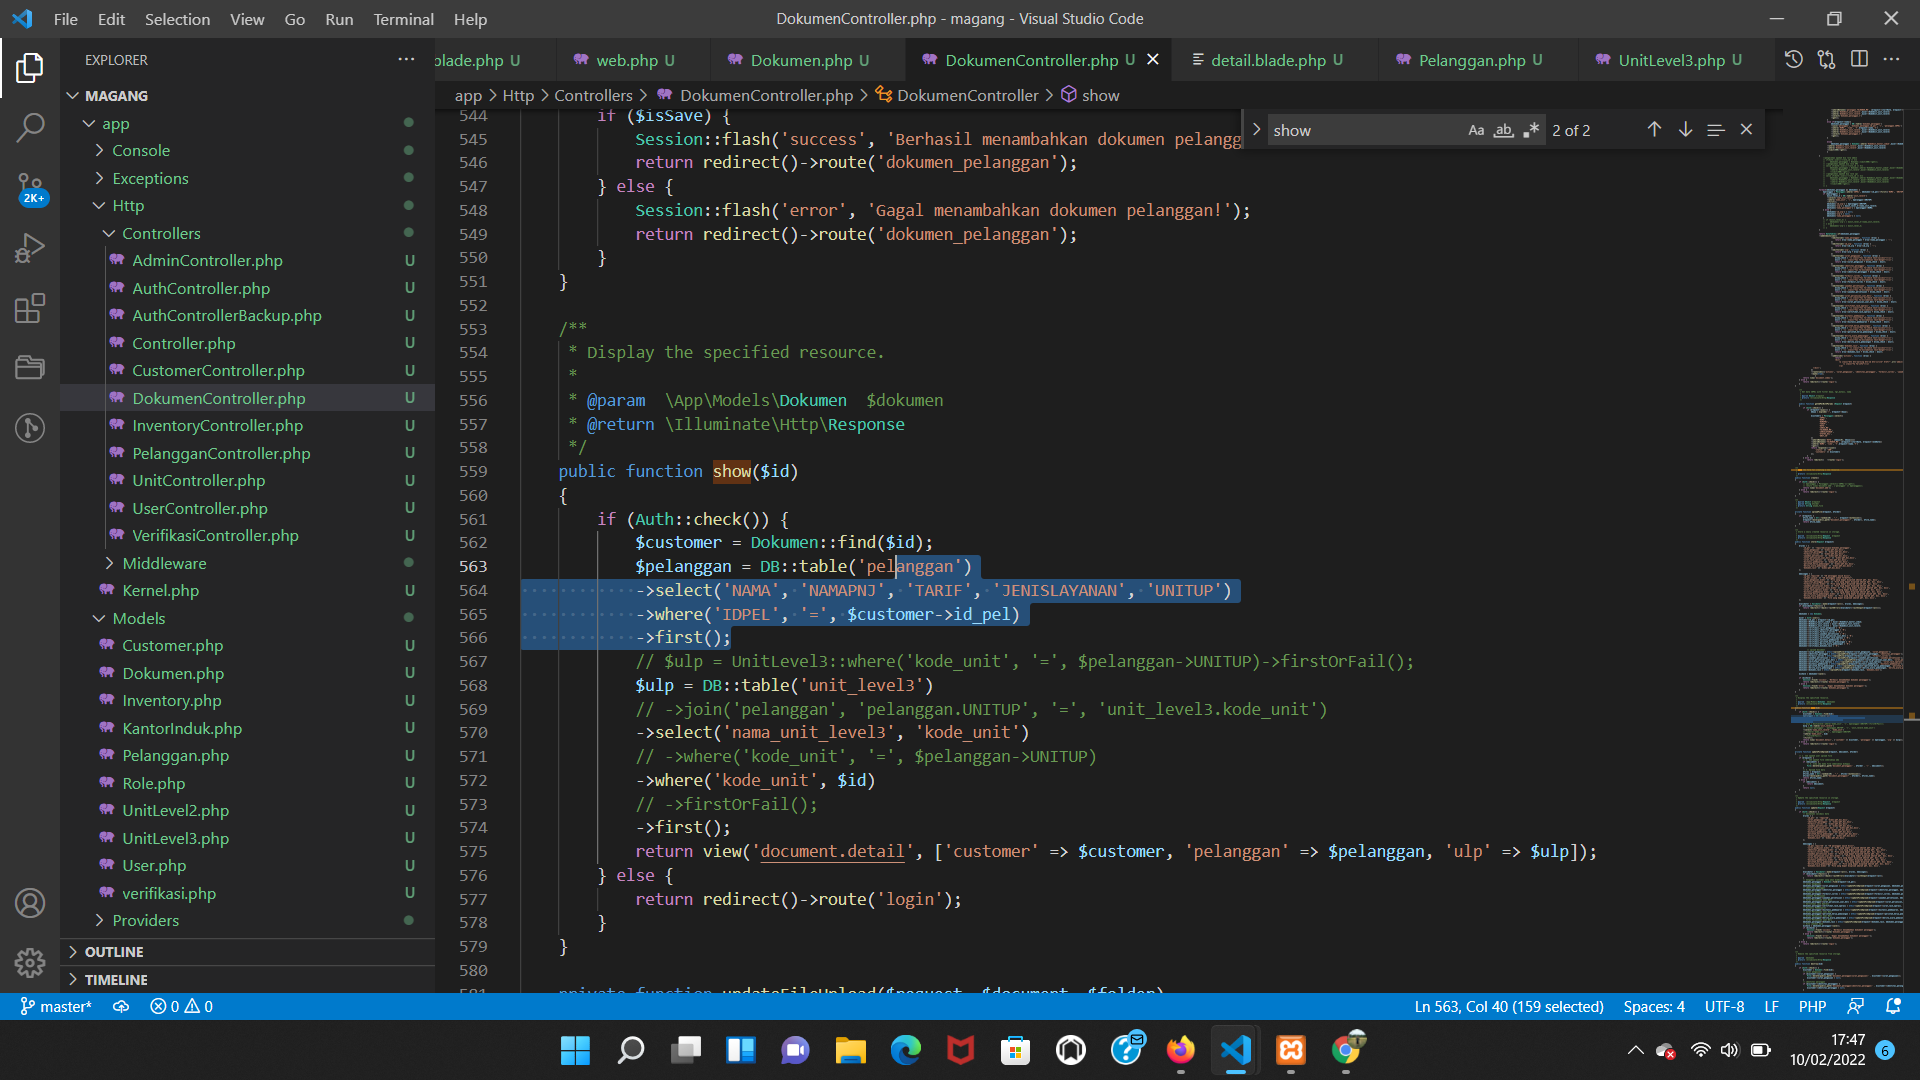 File Edit Selection View Go Run Terminal Help
DokumenController.php - magang - Visual Studio Code
EXPLORER
MAGANG
app
Console
Exceptions
Http
Controllers
AdminController.php U
AuthController.php U
AuthControllerBackup.php U
Controller.php U
CustomerController.php U
DokumenController.php U
InventoryController.php U
PelangganController.php U
UnitController.php U
UserController.php U
VerifikasiController.php U
Middleware
Kernel.php U
Models
Customer.php U
Dokumen.php U
Inventory.php U
KantorInduk.php U
Pelanggan.php U
Role.php U
UnitLevel2.php U
UnitLevel3.php U
User.php U
verifikasi.php U
Providers
OUTLINE
TIMELINE
2K+
blade.php U
web.php U
Dokumen.php U
DokumenController.php U
detail.blade.php U
Pelanggan.php U
UnitLevel3.php U
app > Http > Controllers > DokumenController.php > DokumenController > show
show
Aa ab 2 of 2
544 if ($isSave) {
545 Session::flash('success', 'Berhasil menambahkan dokumen pelangg
546 return redirect()->route('dokumen_pelanggan');
547 } else {
548 Session::flash('error', 'Gagal menambahkan dokumen pelanggan!');
549 return redirect()->route('dokumen_pelanggan');
550 }
551 }
552
553 /**
554 * Display the specified resource.
555 *
556 * @param  \App\Models\Dokumen  $dokumen
557 * @return \Illuminate\Http\Response
558 */
559 public function show($id)
560 {
561 if (Auth::check()) {
562 $customer = Dokumen::find($id);
563 $pelanggan = DB::table('pelanggan')
564 ->select('NAMA', 'NAMAPNJ', 'TARIF', 'JENISLAYANAN', 'UNITUP')
565 ->where('IDPEL', '=', $customer->id_pel)
566 ->first();
567 // $ulp = UnitLevel3::where('kode_unit', '=', $pelanggan->UNITUP)->firstOrFail();
568 $ulp = DB::table('unit_level3')
569 // ->join('pelanggan', 'pelanggan.UNITUP', '=', 'unit_level3.kode_unit')
570 ->select('nama_unit_level3', 'kode_unit')
571 // ->where('kode_unit', '=', $pelanggan->UNITUP)
572 ->where('kode_unit', $id)
573 // ->firstOrFail();
574 ->first();
575 return view('document.detail', ['customer' => $customer, 'pelanggan' => $pelanggan, 'ulp' => $ulp]);
576 } else {
577 return redirect()->route('login');
578 }
579 }
580
581 private function updateFileUpload($request, $document, $folder)
master* 0 0
Ln 563, Col 40 (159 selected) Spaces: 4 UTF-8 LF PHP
17:47
10/02/2022
6